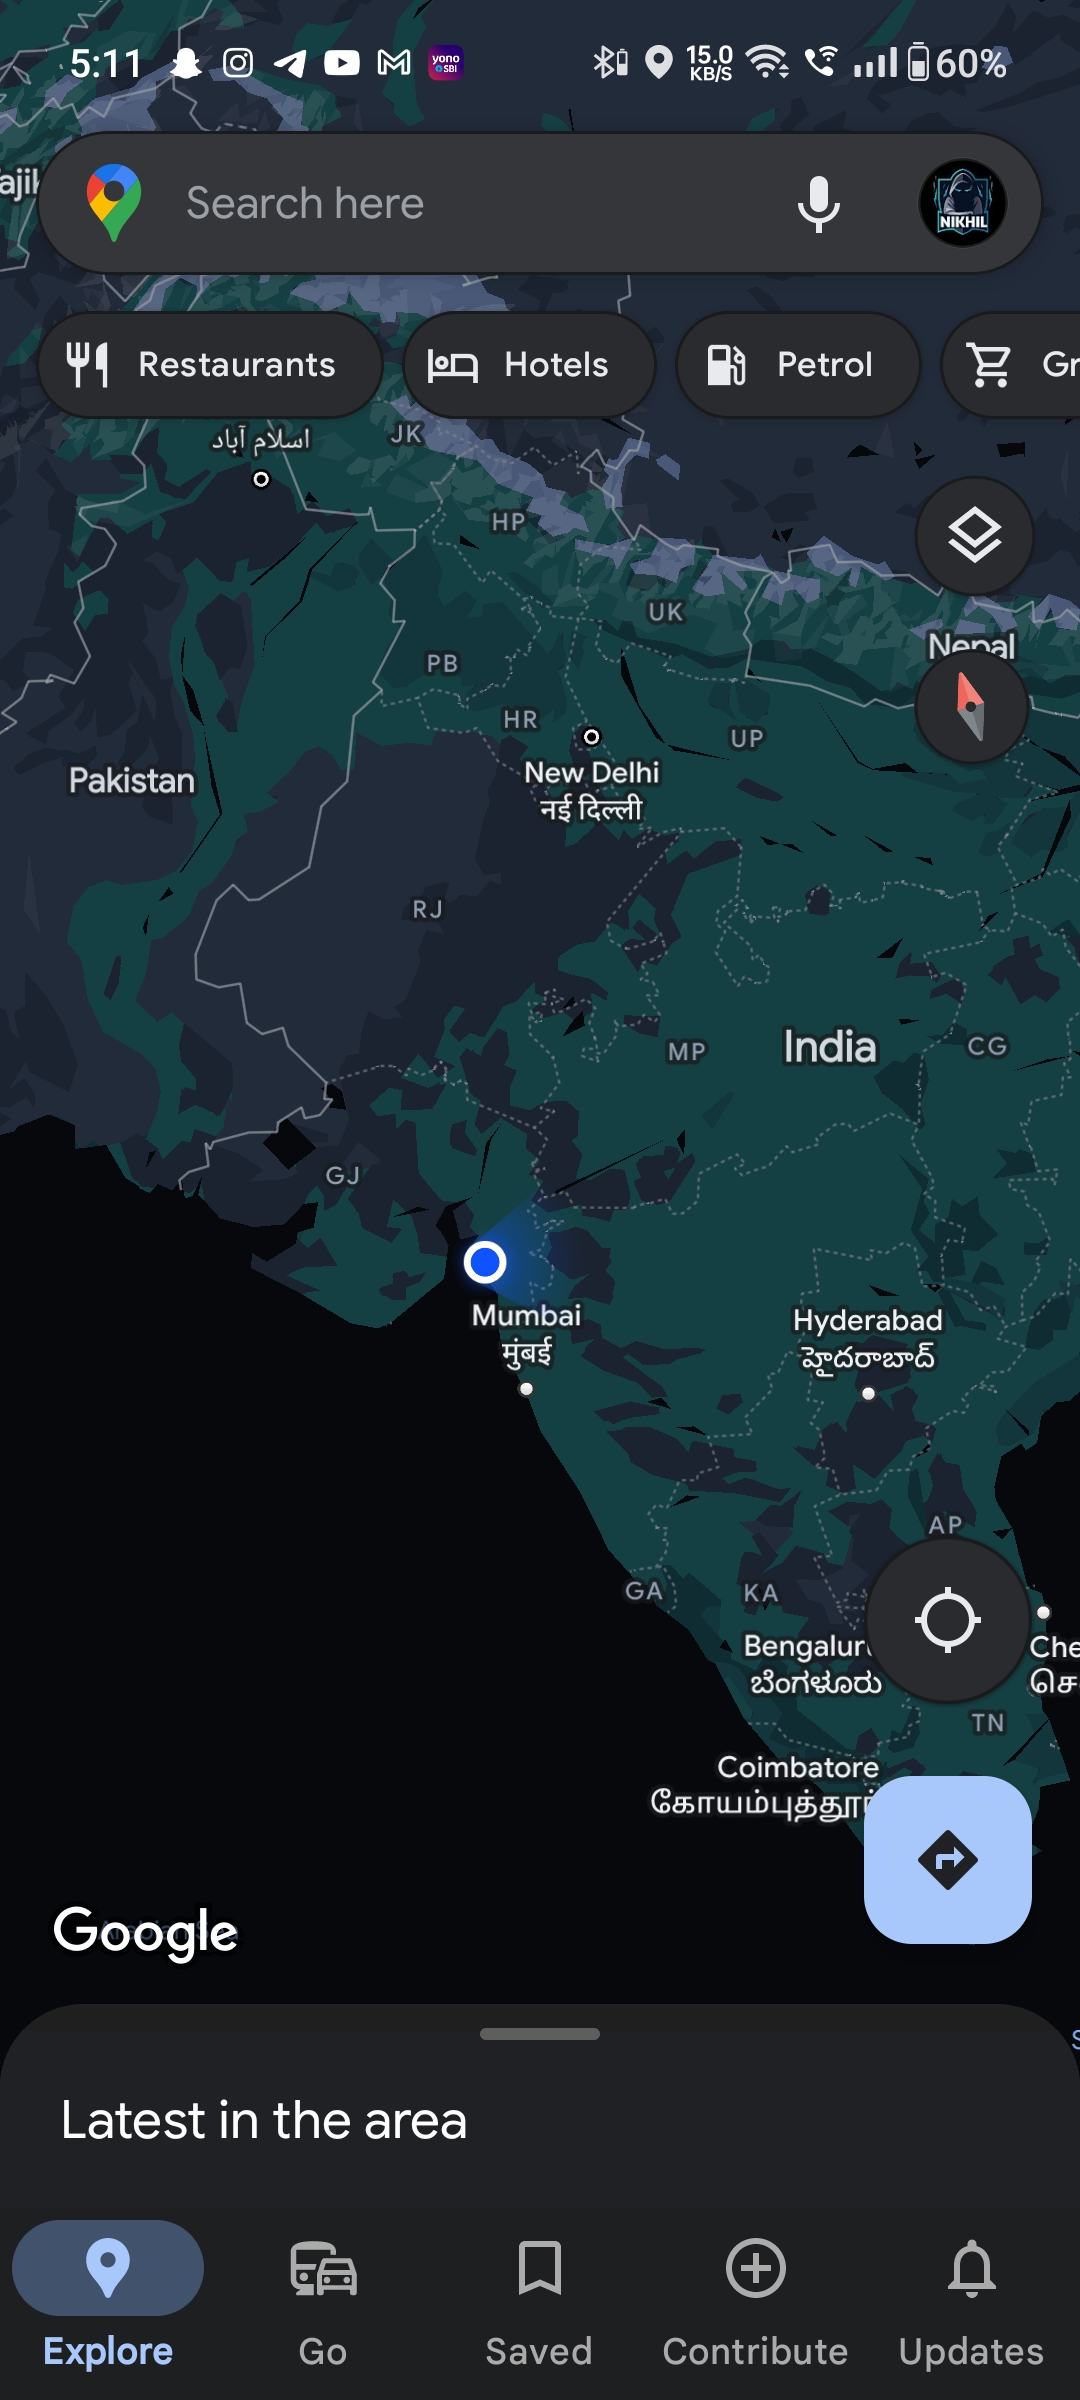 5:11
yono
SBI
15.0
KB/S
60%
Search here
NIKHIL
Restaurants
Hotels
Petrol
Gr
اسلام آباد
JK
HP
UK
Nepal
PB
HR
UP
New Delhi
नई दिल्ली
Pakistan
RJ
MP
India
CG
GJ
Mumbai
मुंबई
Hyderabad
హైదరాబాద్
AP
GA
KA
Bengalur
ಬೆಂಗಳೂರು
Che
செ
TN
Coimbatore
கோயம்புத்தூர்
Google
Latest in the area
Explore
Go
Saved
Contribute
Updates